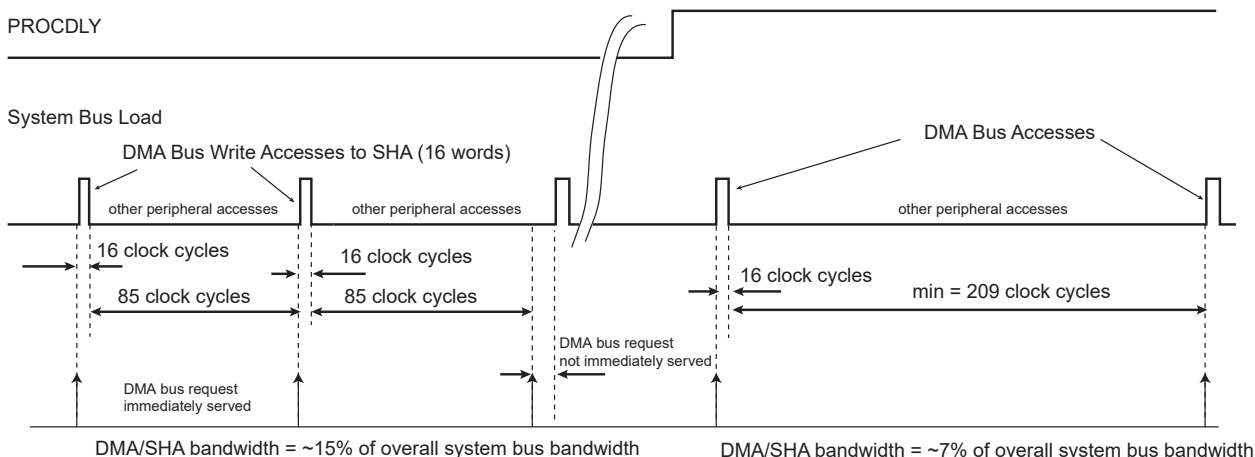 PROCDLY
System Bus Load
DMA Bus Write Accesses to SHA (16 words)
DMA Bus Accesses
other peripheral accesses
other peripheral accesses
other peripheral accesses
16 clock cycles
16 clock cycles
16 clock cycles
85 clock cycles
85 clock cycles
min = 209 clock cycles
DMA bus request
not immediately served
DMA bus request
immediately served
DMA/SHA bandwidth = ~15% of overall system bus bandwidth
DMA/SHA bandwidth = ~7% of overall system bus bandwidth